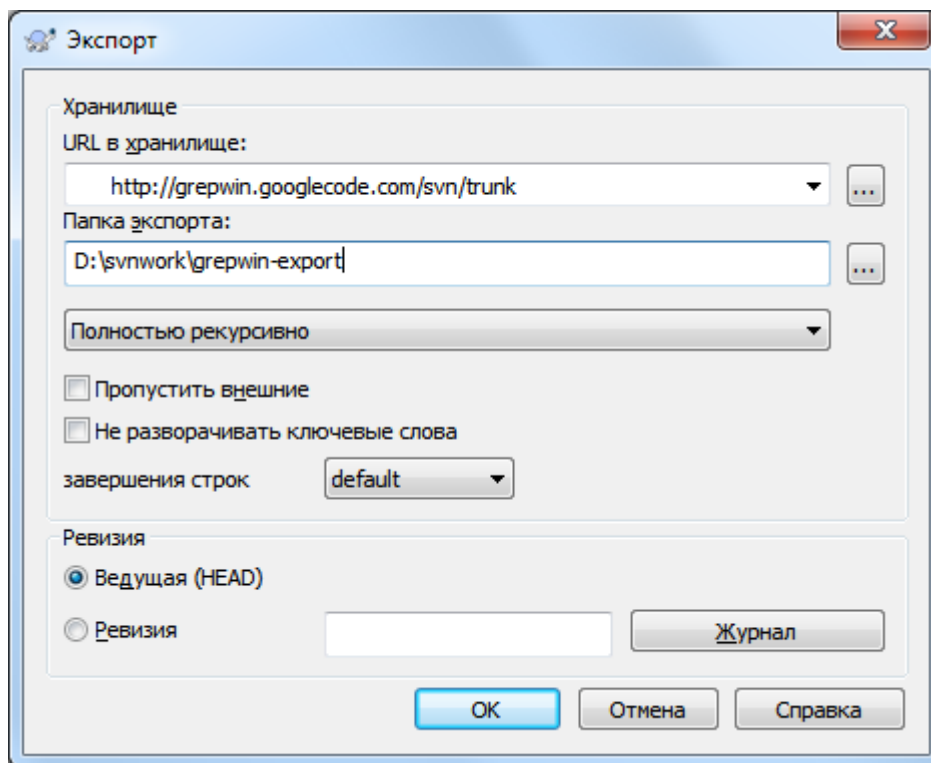 Экспорт
Хранилище
URL в хранилище:
http://grepwin.googlecode.com/svn/trunk
...
Папка экспорта:
D:\svnwork\grepwin-export
...
Полностью рекурсивно
Пропустить внешние
Не разворачивать ключевые слова
завершения строк default
Ревизия
Ведущая (HEAD)
Ревизия Журнал
OK Отмена Справка